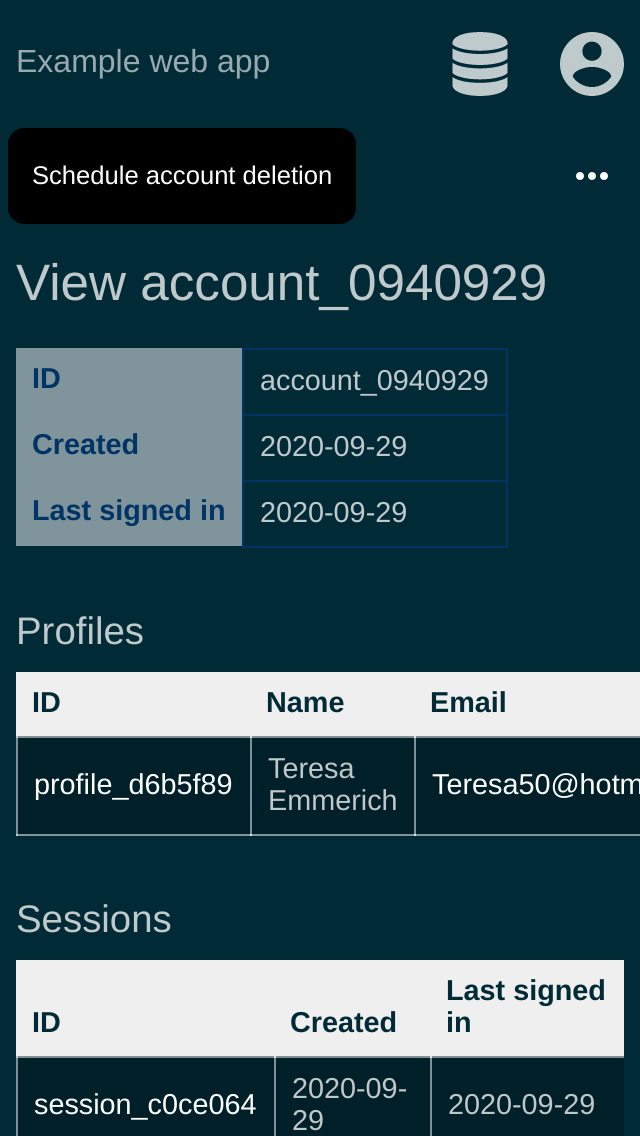 Example web app
Schedule account deletion
View account_0940929
ID account_0940929
Created 2020-09-29
Last signed in 2020-09-29
Profiles
ID Name Email
profile_d6b5f89 Teresa Emmerich Teresa50@hotm
Sessions
ID Created Last signed in
session_c0ce064 2020-09-29 2020-09-29